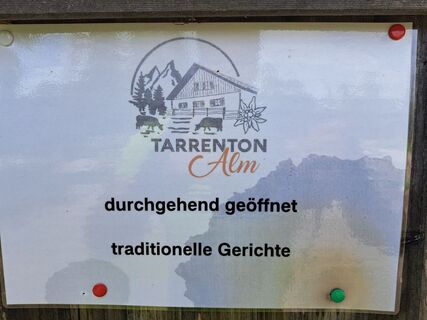 TARRENTON
Alm
durchgehend geöffnet
traditionelle Gerichte